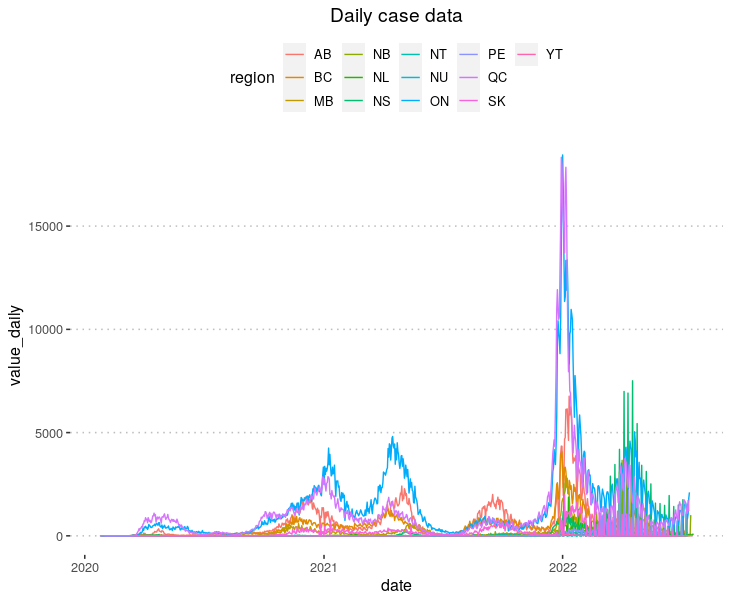 Daily case data
AB NB NT PE YT
region BC NL NU QC
MB NS ON SK
15000
10000
5000
0
value_daily
2020 2021 2022
date